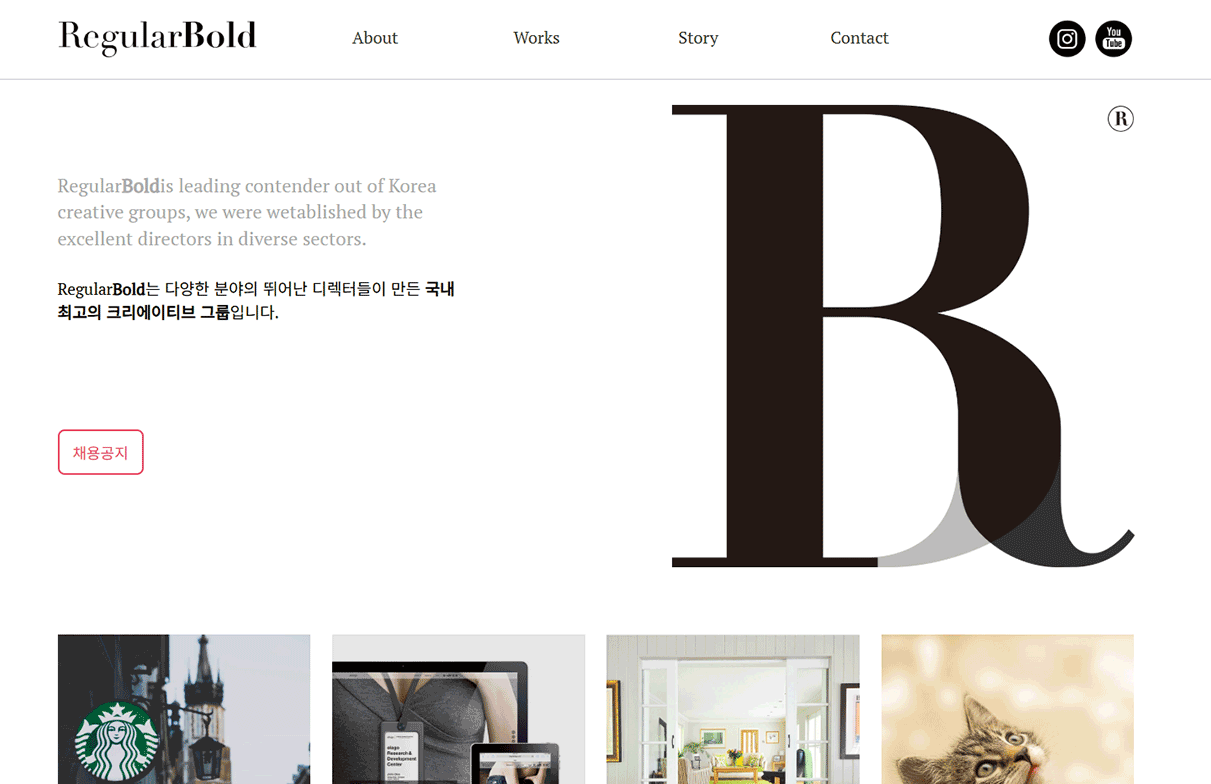 RegularBold
About
Works
Story
Contact
You
Tube
R
R
RegularBoldis leading contender out of Korea
creative groups, we were wetablished by the
excellent directors in diverse sectors.
RegularBold는 다양한 분야의 뛰어난 디렉터들이 만든 국내
최고의 크리에이티브 그룹입니다.
채용공지
elago
Research &
Development
Center